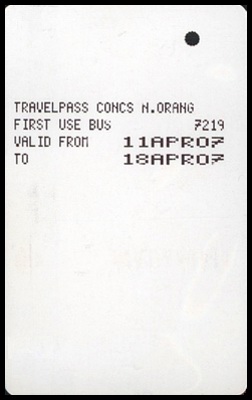 TRAVELPASS CONCS N.ORANG
FIRST USE BUS 7219
VALID FROM 11APR07
TO 18APR07